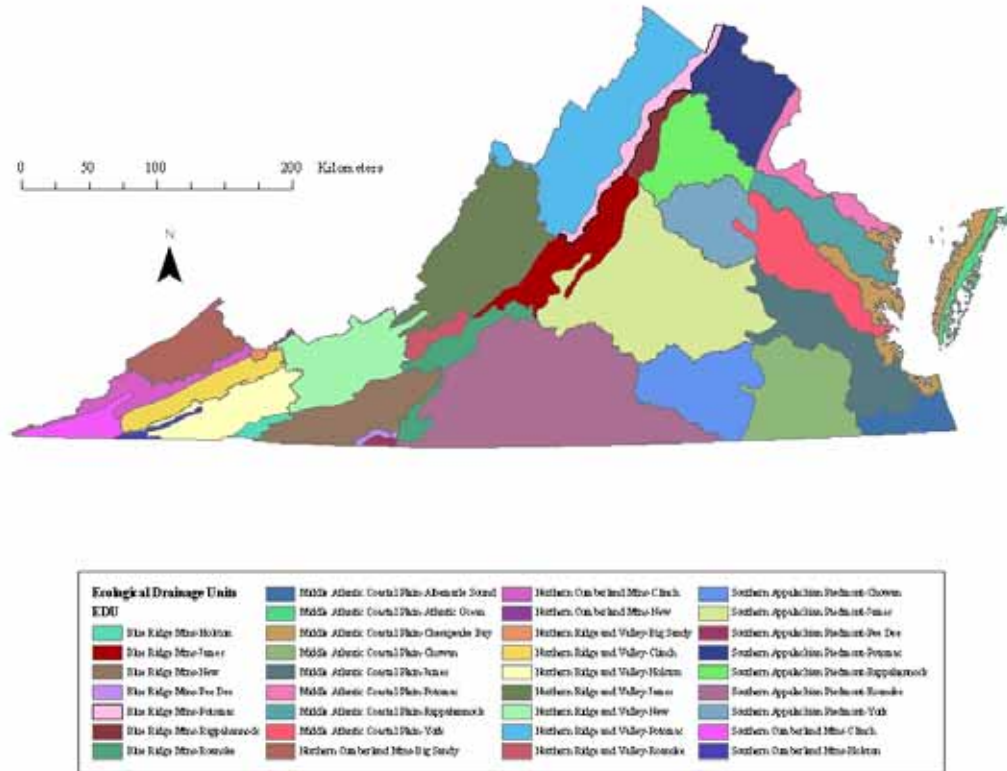 0 50 100 200 Kilometers
N
Ecological Drainage Units
EDU
Blue Ridge Mtns-Holston
Blue Ridge Mtns-James
Blue Ridge Mtns-New
Blue Ridge Mtns-Pee Dee
Blue Ridge Mtns-Potomac
Blue Ridge Mtns-Rappahannock
Blue Ridge Mtns-Roanoke
Middle Atlantic Coastal Plain-Albemarle Sound
Middle Atlantic Coastal Plain-Atlantic Ocean
Middle Atlantic Coastal Plain-Chesapeake Bay
Middle Atlantic Coastal Plain-Chowan
Middle Atlantic Coastal Plain-James
Middle Atlantic Coastal Plain-Potomac
Middle Atlantic Coastal Plain-Rappahannock
Middle Atlantic Coastal Plain-York
Northern Cumberland Mtns-Big Sandy
Northern Cumberland Mtns-Clinch
Northern Cumberland Mtns-New
Northern Ridge and Valley-Big Sandy
Northern Ridge and Valley-Clinch
Northern Ridge and Valley-Holston
Northern Ridge and Valley-James
Northern Ridge and Valley-New
Northern Ridge and Valley-Potomac
Northern Ridge and Valley-Roanoke
Southern Appalachian Piedmont-Chowan
Southern Appalachian Piedmont-James
Southern Appalachian Piedmont-Pee Dee
Southern Appalachian Piedmont-Potomac
Southern Appalachian Piedmont-Rappahannock
Southern Appalachian Piedmont-Roanoke
Southern Appalachian Piedmont-York
Southern Cumberland Mtns-Clinch
Southern Cumberland Mtns-Holston